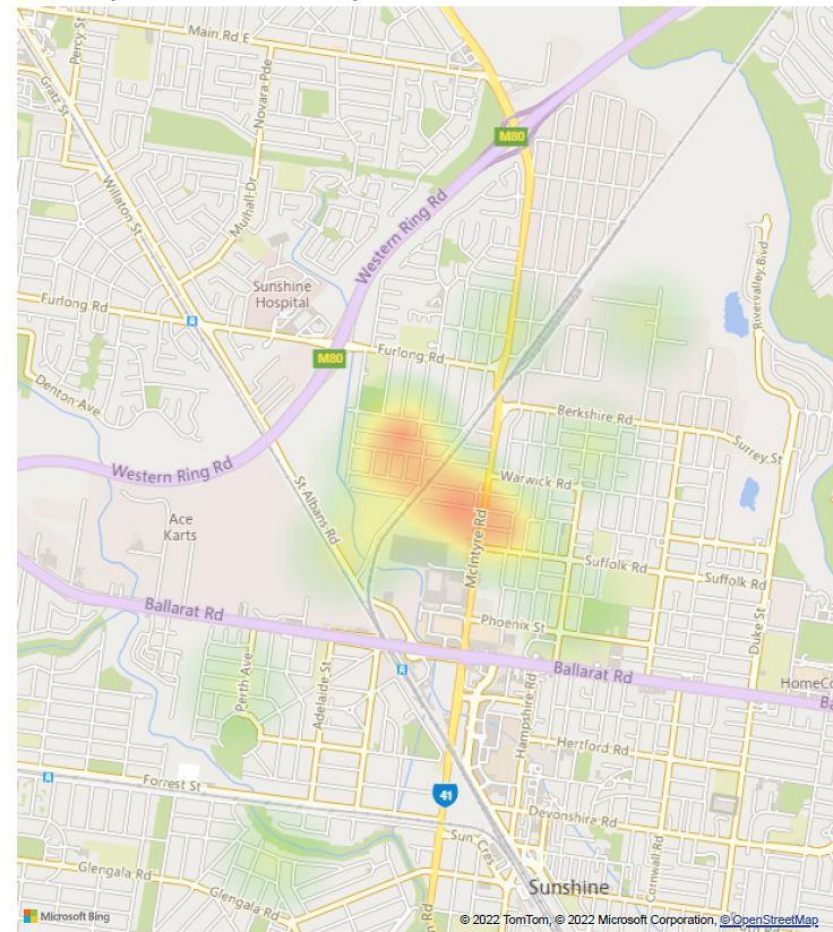 Main Rd E
Percy St
Gratz St
Novara Pde
M80
Willaton St
Mulhall Dr
Western Ring Rd
Sunshine
Hospital
Rivervalley Blvd
Furlong Rd
M80
Furlong Rd
Denton Ave
Berkshire Rd
Surrey St
Western Ring Rd
Warwick Rd
St Albans Rd
Ace
Karts
McIntyre Rd
Suffolk Rd
Suffolk Rd
Ballarat Rd
Phoenix St
Duke St
Perth Ave
Adelaide St
Ballarat Rd
HomeCo
Ba
Hampshire Rd
Hertford Rd
Forrest St
41
Devonshire Rd
Sun Cres
Cornwall Rd
Glengala Rd
Glengala Rd
Sunshine
Microsoft Bing
© 2022 TomTom, © 2022 Microsoft Corporation, © OpenStreetMap